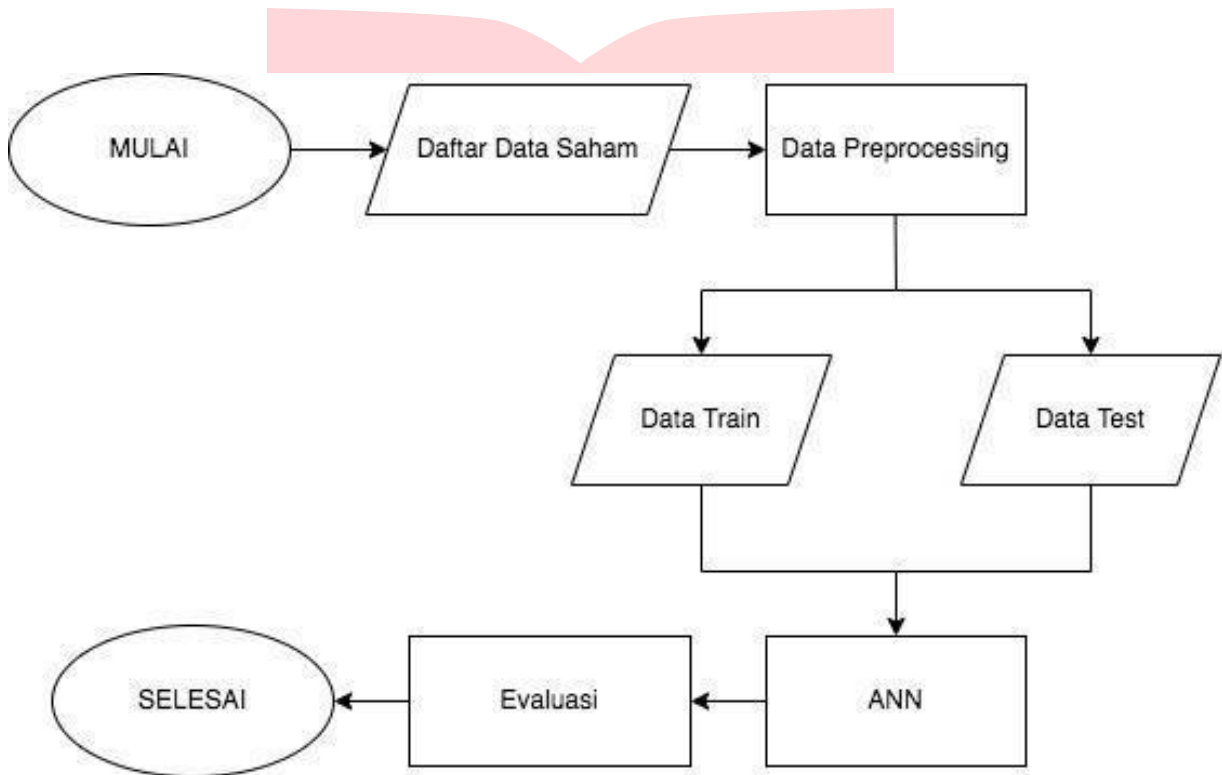 MULAI
Daftar Data Saham
Data Preprocessing
Data Train
Data Test
SELESAI
Evaluasi
ANN